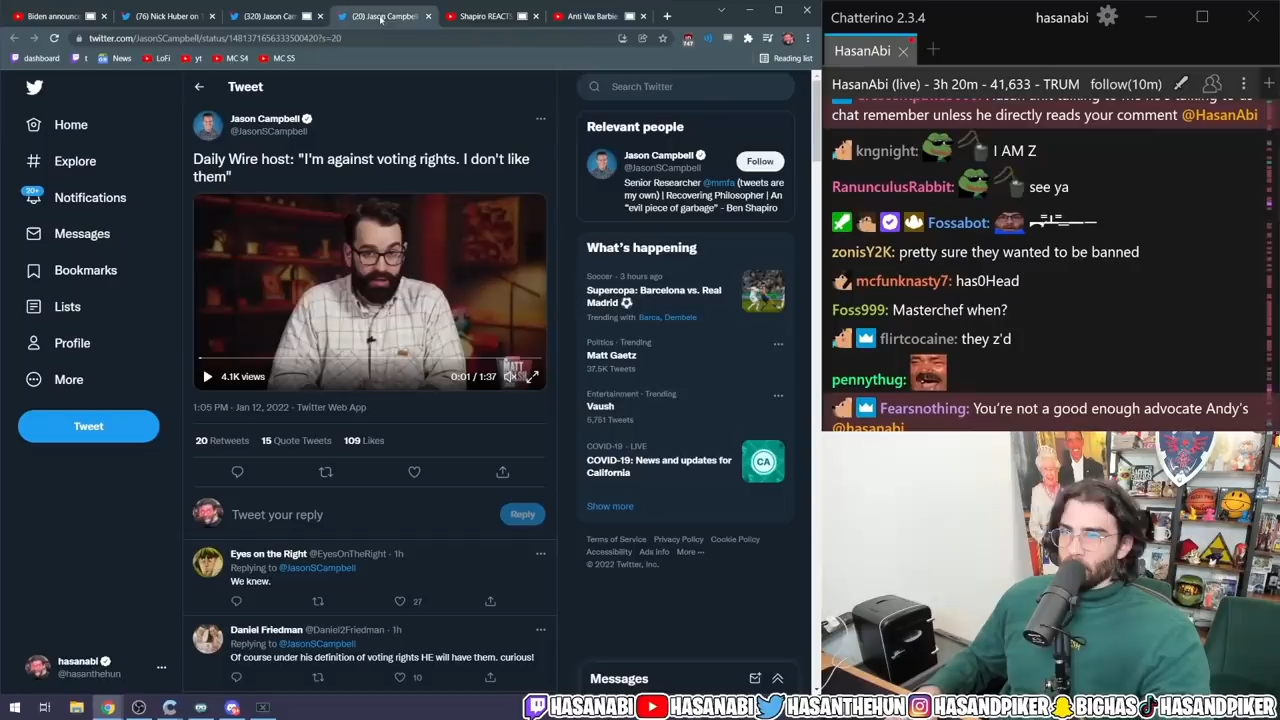 Biden announc
(76) Nick Huber on
(320) Jason Ca
(20) Jason Campbell
Shapiro REACTS
Anti Vax Barbie
twitter.com/JasonSCampbell/status/1481371656333500420?s=20
dashboard
t
News
LoFi
yt
MC S4
MC S5
Reading list
Home
Explore
20+
Notifications
Messages
Bookmarks
Lists
Profile
More
Tweet
hasanabi
@hasanthehun
Tweet
Jason Campbell
@JasonSCampbell
Daily Wire host: "I'm against voting rights. I don't like
them"
4.1K views
0:01 / 1:37
1:05 PM · Jan 12, 2022 · Twitter Web App
20 Retweets 15 Quote Tweets 109 Likes
Tweet your reply
Reply
Eyes on the Right @EyesOnTheRight · 1h
Replying to @JasonSCampbell
We knew.
27
Daniel Friedman @Daniel2Friedman · 1h
Replying to @JasonSCampbell
Of course under his definition of voting rights HE will have them. curious!
10
Search Twitter
Relevant people
Jason Campbell
@JasonSCampbell
Follow
Senior Researcher @mmfa (tweets are
my own) | Recovering Philosopher | An
"evil piece of garbage" - Ben Shapiro
What's happening
Soccer · 3 hours ago
Supercopa: Barcelona vs. Real
Madrid
Trending with Barca, Dembele
Politics · Trending
Matt Gaetz
37.5K Tweets
Entertainment · Trending
Vaush
5,751 Tweets
COVID-19 · LIVE
COVID-19: News and updates for
California
CA
Show more
Terms of Service Privacy Policy Cookie Policy
Accessibility Ads info More
© 2022 Twitter, Inc.
Messages
Chatterino 2.3.4
hasanabi
HasanAbi
HasanAbi (live) - 3h 20m - 41,633 - TRUM
follow(10m)
chat remember unless he directly reads your comment @HasanAbi
kngnight: I AM Z
RanunculusRabbit: see ya
Fossabot:
zonisY2K: pretty sure they wanted to be banned
mcfunknasty7: has0Head
Foss999: Masterchef when?
flirtcocaine: they z'd
pennythug:
Fearsnothing: You're not a good enough advocate Andy's
@hasanabi
HASANABI
HASANABI
HASANTHEHUN
HASANDPIKER
BIGHAS
HASANDPIKER